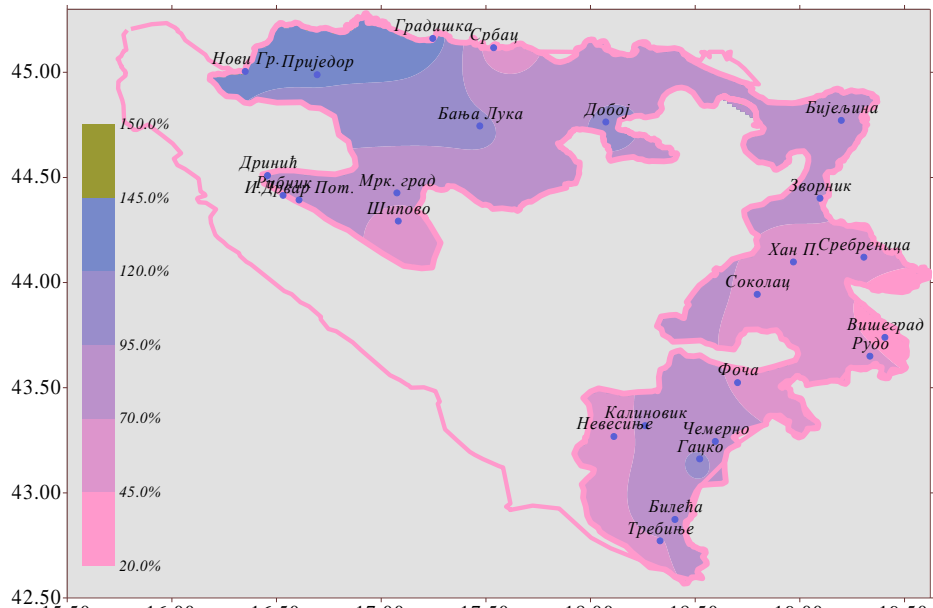 Градишка
Србац
45.00
Нови Гр.
Приједор
Бања Лука
Добој
Бијељина
150.0%
Дринић
44.50
Рибник
И.Дрвар
Пот.
Мрк. град
Зворник
145.0%
Шипово
Хан П.
Сребреница
120.0%
44.00
Соколац
95.0%
Вишеград
Рудо
43.50
Фоча
70.0%
Калиновик
Невесиње
Чемерно
Гацко
45.0%
43.00
Билећа
Требиње
20.0%
42.50